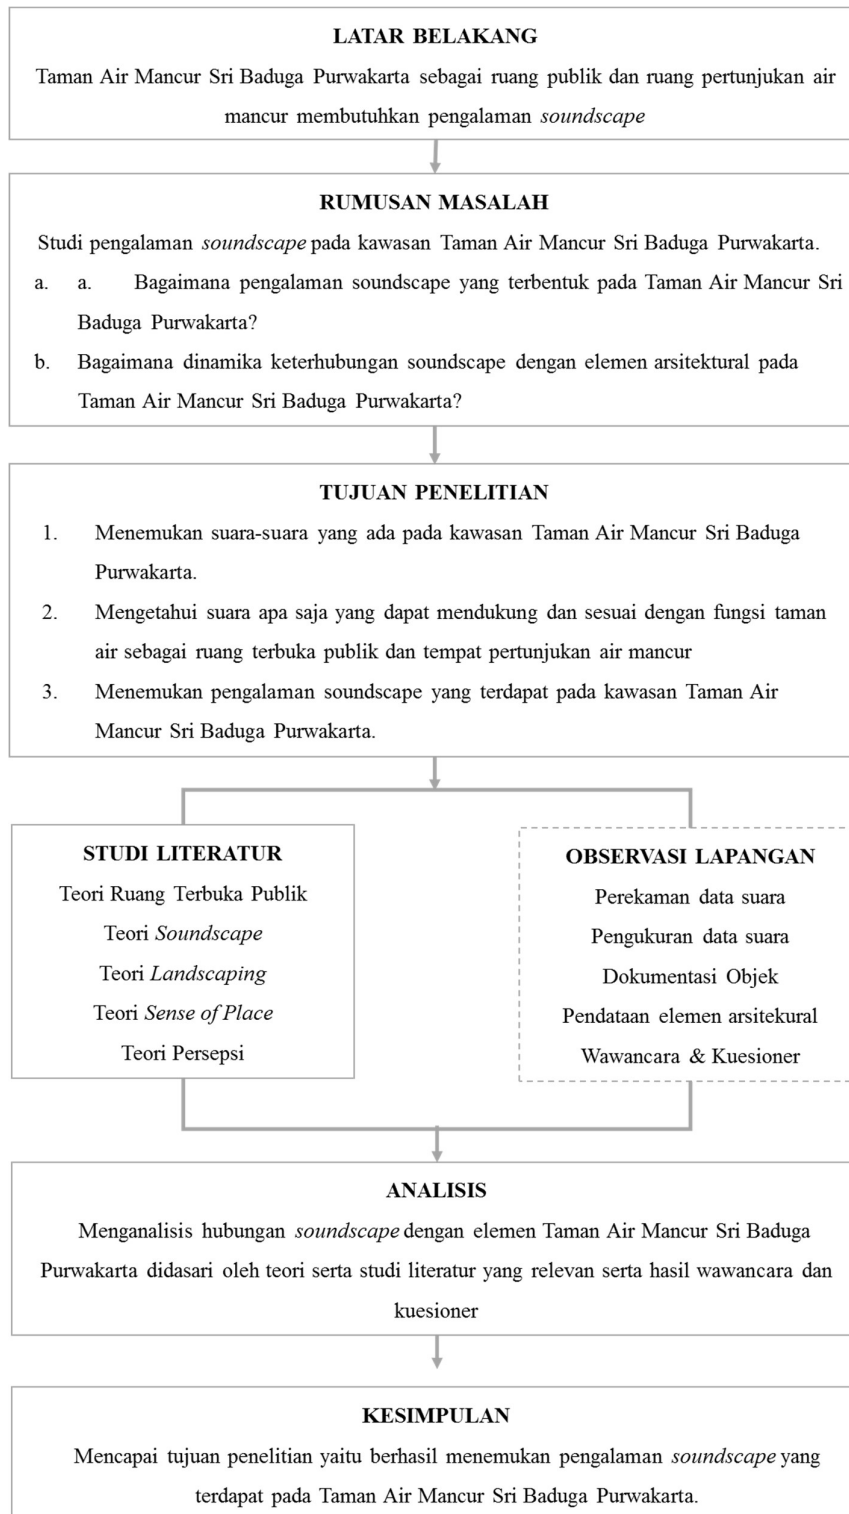 LATAR BELAKANG
Taman Air Mancur Sri Baduga Purwakarta sebagai ruang publik dan ruang pertunjukan air
mancur membutuhkan pengalaman soundscape
RUMUSAN MASALAH
Studi pengalaman soundscape pada kawasan Taman Air Mancur Sri Baduga Purwakarta.
a. a. Bagaimana pengalaman soundscape yang terbentuk pada Taman Air Mancur Sri
Baduga Purwakarta?
b. Bagaimana dinamika keterhubungan soundscape dengan elemen arsitektural pada
Taman Air Mancur Sri Baduga Purwakarta?
TUJUAN PENELITIAN
1. Menemukan suara-suara yang ada pada kawasan Taman Air Mancur Sri Baduga
Purwakarta.
2. Mengetahui suara apa saja yang dapat mendukung dan sesuai dengan fungsi taman
air sebagai ruang terbuka publik dan tempat pertunjukan air mancur
3. Menemukan pengalaman soundscape yang terdapat pada kawasan Taman Air
Mancur Sri Baduga Purwakarta.
STUDI LITERATUR
Teori Ruang Terbuka Publik
Teori Soundscape
Teori Landscaping
Teori Sense of Place
Teori Persepsi
OBSERVASI LAPANGAN
Perekaman data suara
Pengukuran data suara
Dokumentasi Objek
Pendataan elemen arsitekural
Wawancara & Kuesioner
ANALISIS
Menganalisis hubungan soundscape dengan elemen Taman Air Mancur Sri Baduga
Purwakarta didasari oleh teori serta studi literatur yang relevan serta hasil wawancara dan
kuesioner
KESIMPULAN
Mencapai tujuan penelitian yaitu berhasil menemukan pengalaman soundscape yang
terdapat pada Taman Air Mancur Sri Baduga Purwakarta.